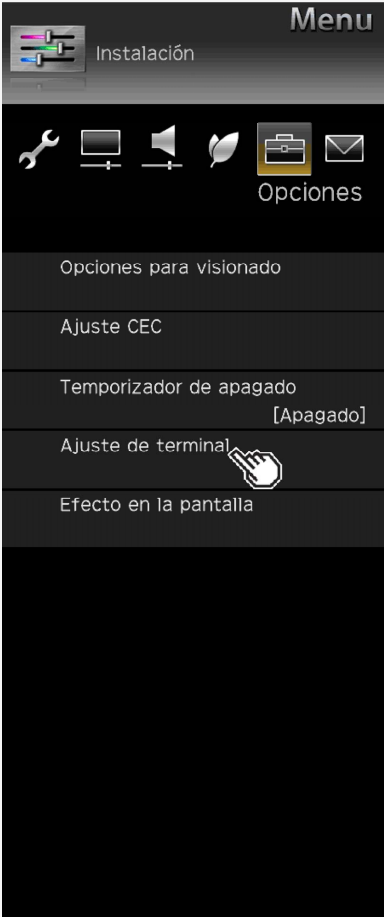 Menu
Instalación
Opciones
Opciones para visionado
Ajuste CEC
Temporizador de apagado
[Apagado]
Ajuste de terminal
Efecto en la pantalla